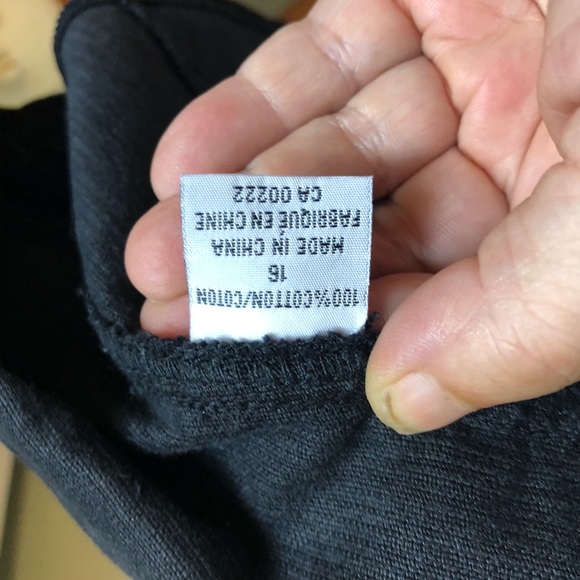 100%COTTON/COTON
16
MADE IN CHINA
FABRIQUÉ EN CHINE
CA 00222